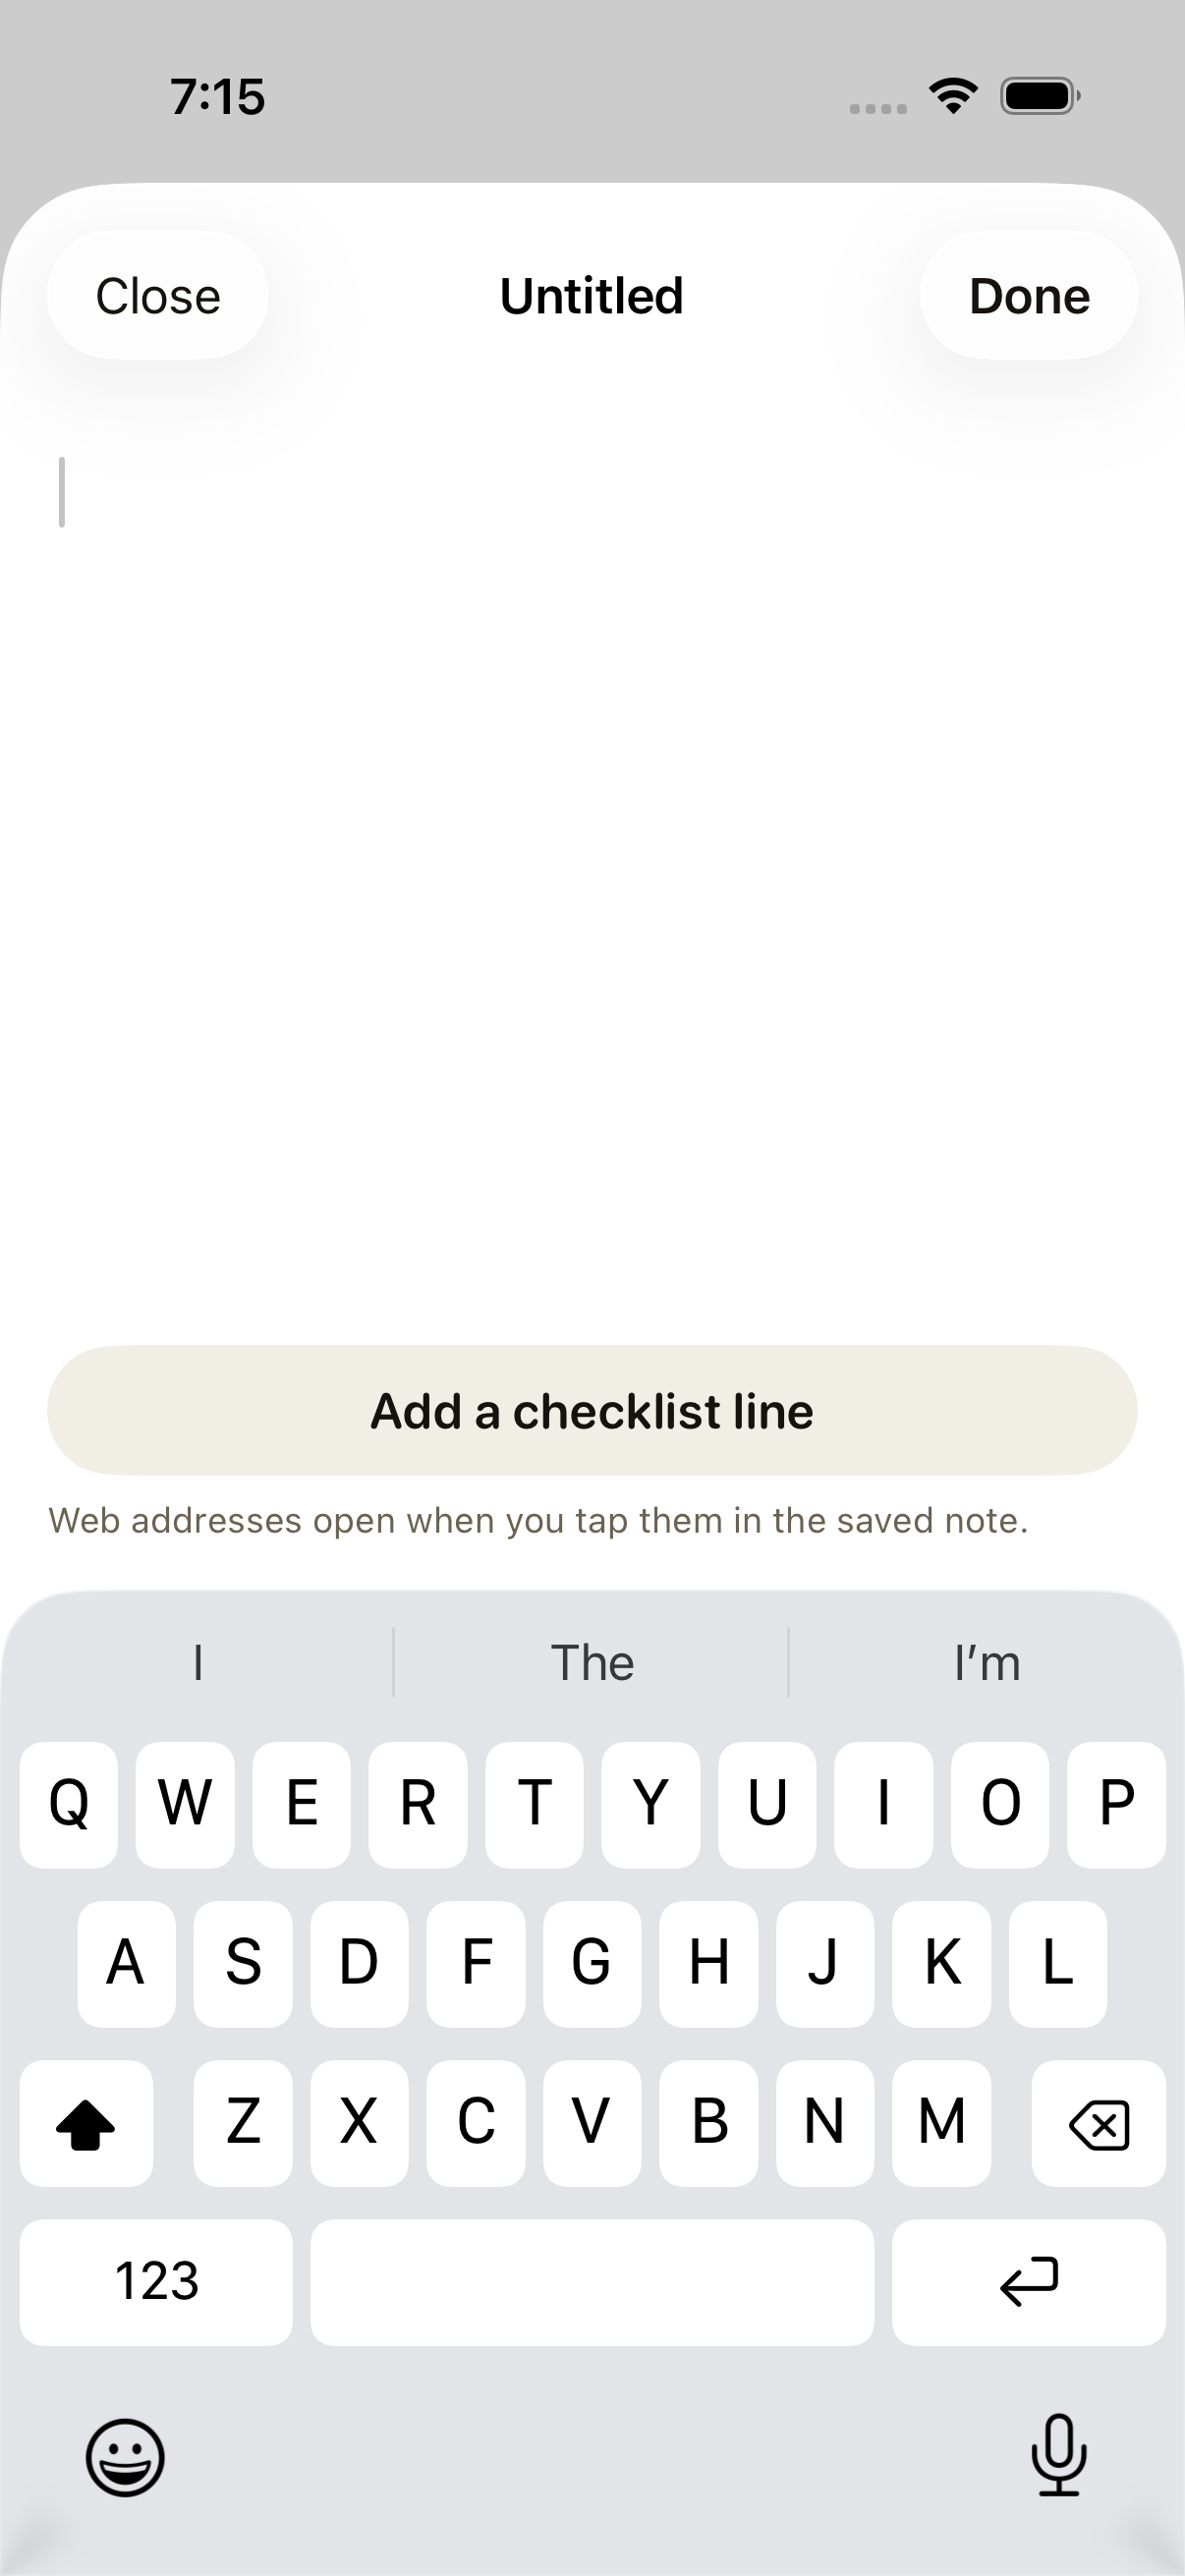 7:15
Close Untitled Done
Add a checklist line
Web addresses open when you tap them in the saved note.
I The I’m
Q W E R T Y U I O P
A S D F G H J K L
Z X C V B N M
123